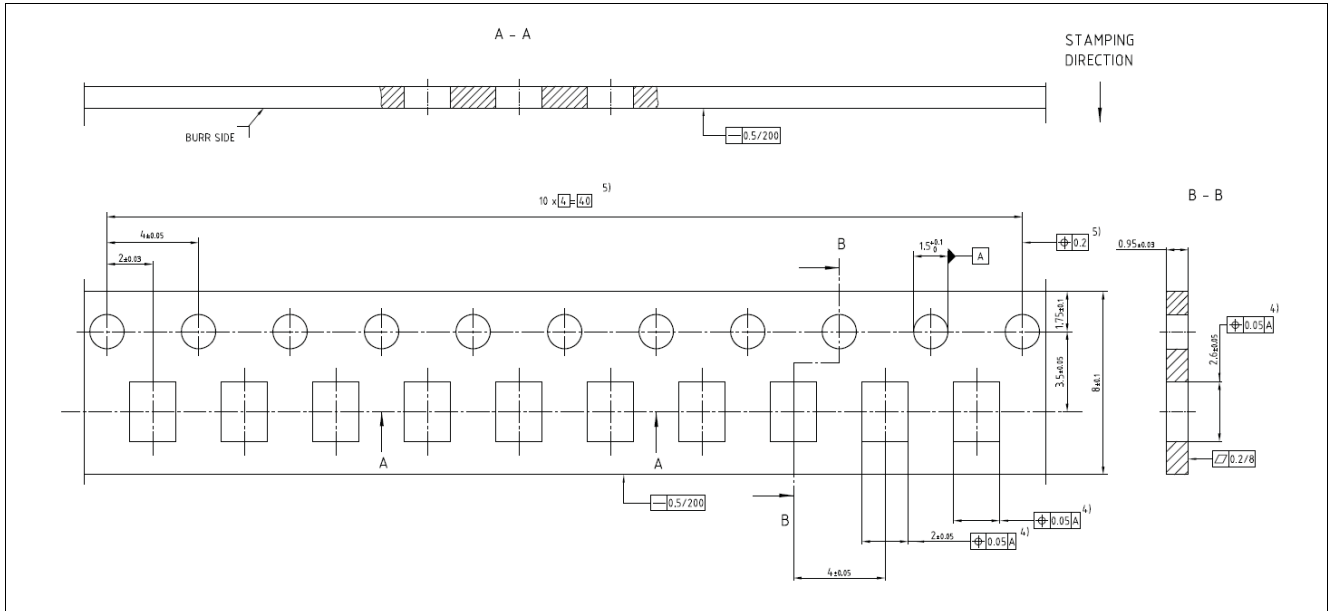 A - A
STAMPING
DIRECTION
BURR SIDE
⏤ 0.5/200
10 x 4 = 40 5)
B - B
4±0.05
2±0.03
B
1,5 +0.1 0
A
⌖ 0.2 5)
0.95±0.03
1,75±0.1
3.5±0.05
8±0.1
2.6±0.05
⌖ 0.05 A 4)
A
A
⏥ 0.2/8
⏤ 0.5/200
B
2±0.05
⌖ 0.05 A 4)
⌖ 0.05 A 4)
4±0.05